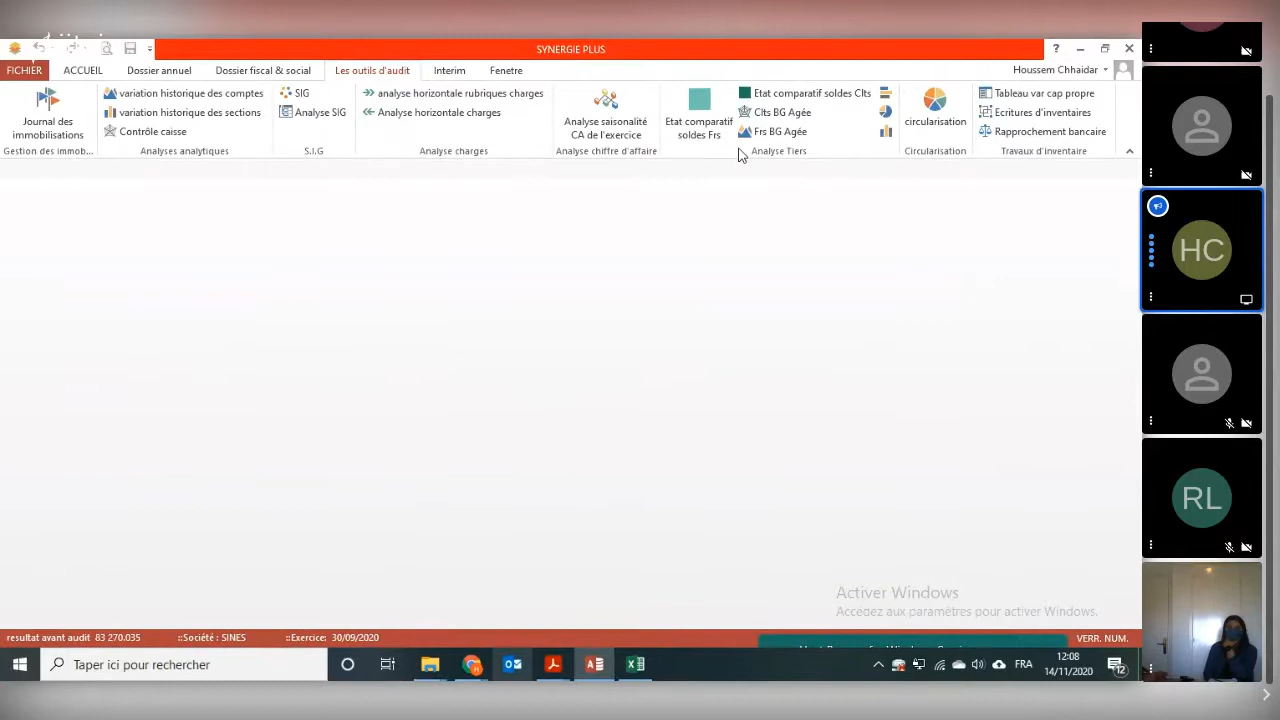 SYNERGIE PLUS
?
FICHIER ACCUEIL Dossier annuel Dossier fiscal & social Les outils d'audit Interim Fenetre Houssem Chhaidar
Journal des immobilisations
Gestion des immob...
variation historique des comptes
variation historique des sections
Contrôle caisse
Analyses analytiques
SIG
Analyse SIG
S.I.G
analyse horizontale rubriques charges
Analyse horizontale charges
Analyse charges
Analyse saisonalité
CA de l'exercice
Analyse chiffre d'affaire
Etat comparatif
soldes Frs
Etat comparatif soldes Clts
Clts BG Agée
Frs BG Agée
Analyse Tiers
circularisation
Circularisation
Tableau var cap propre
Ecritures d'inventaires
Rapprochement bancaire
Travaux d'inventaire
HC
RL
Activer Windows
Accédez aux paramètres pour activer Windows.
resultat avant audit 83 270.035 ::Société : SINES ::Exercice: 30/09/2020 VERR. NUM.
Taper ici pour rechercher
FRA
12:08
14/11/2020
12